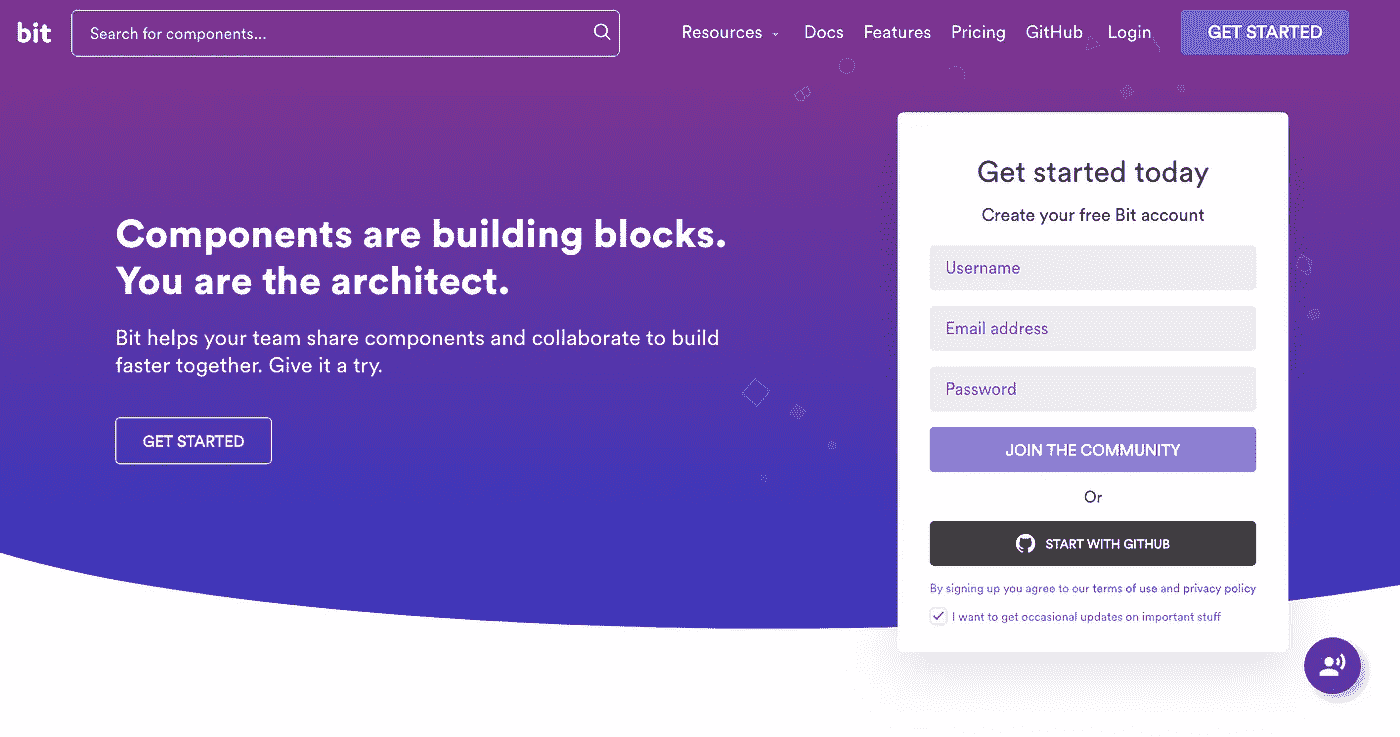 bit
Search for components...
Resources
Docs
Features
Pricing
GitHub
Login
GET STARTED
Components are building blocks.
You are the architect.
Bit helps your team share components and collaborate to build
faster together. Give it a try.
GET STARTED
Get started today
Create your free Bit account
Username
Email address
Password
JOIN THE COMMUNITY
Or
START WITH GITHUB
By signing up you agree to our terms of use and privacy policy
I want to get occasional updates on important stuff